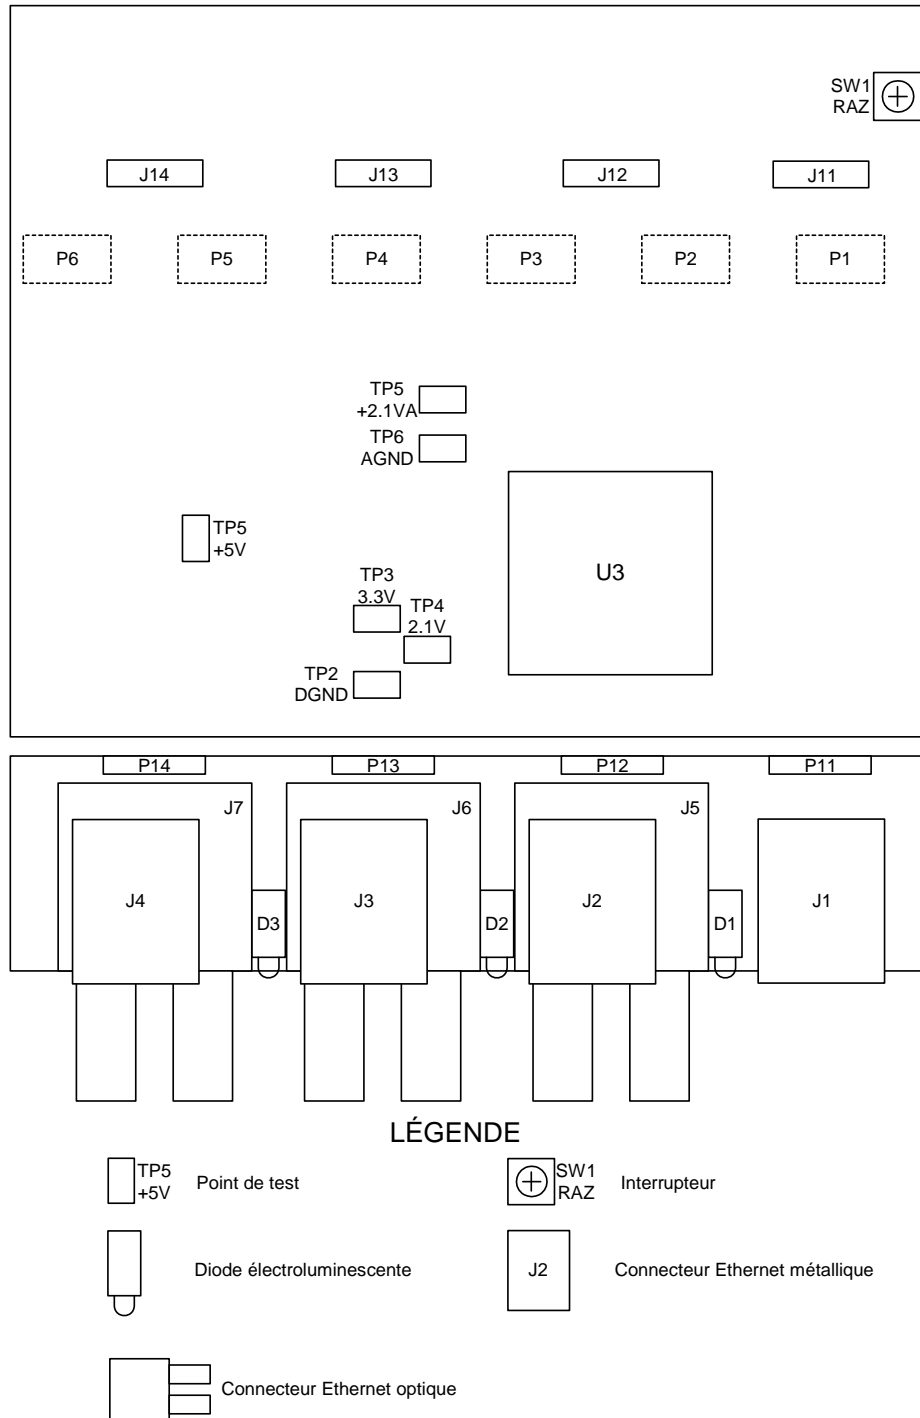 SW1
RAZ
J14
J13
J12
J11
P6
P5
P4
P3
P2
P1
TP5
+2.1VA
TP6
AGND
TP5
+5V
U3
TP3
3.3V
TP4
2.1V
TP2
DGND
P14
P13
P12
P11
J7
J6
J5
J4
J3
J2
J1
D3
D2
D1
LÉGENDE
TP5
+5V
Point de test
SW1
RAZ
Interrupteur
Diode électroluminescente
J2
Connecteur Ethernet métallique
Connecteur Ethernet optique